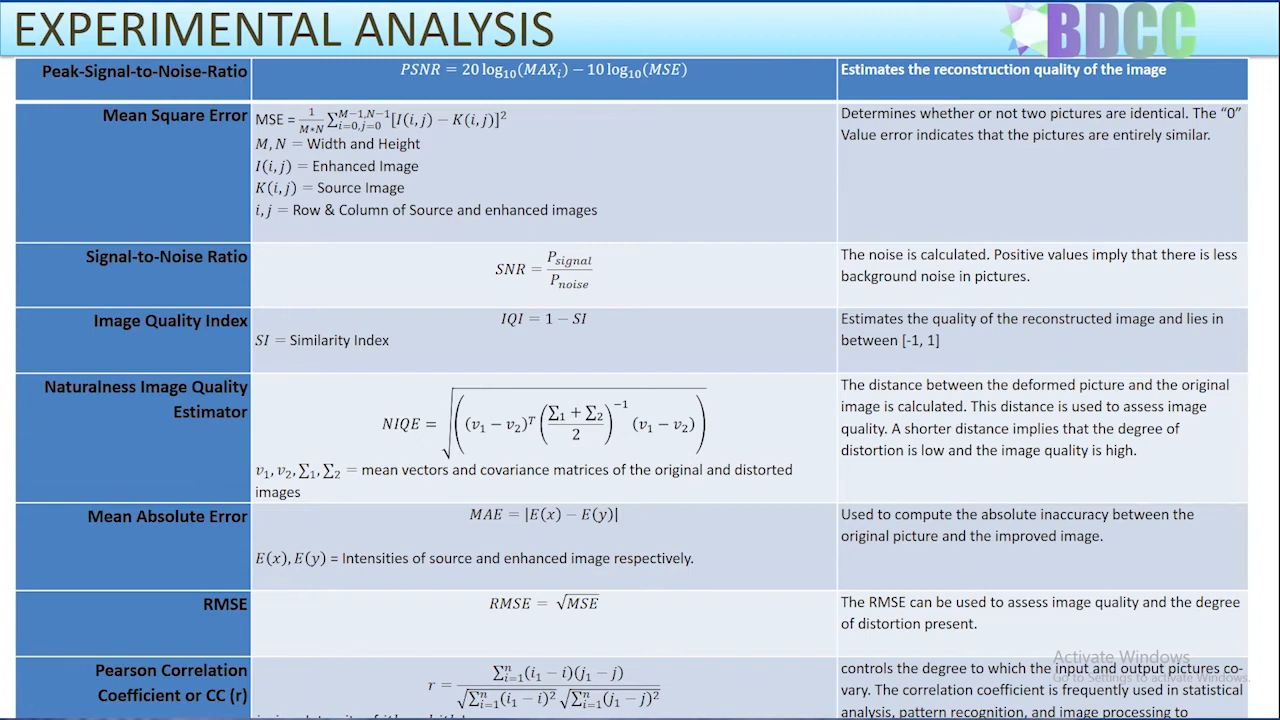 EXPERIMENTAL ANALYSIS
BDCC
Peak-Signal-to-Noise-Ratio
PSNR = 20 log₁₀(MAXᵢ) − 10 log₁₀(MSE)
Estimates the reconstruction quality of the image
Mean Square Error
MSE = 1/(M*N) ∑_{i=0,j=0}^{M−1,N−1} [I(i,j) − K(i,j)]²
M, N = Width and Height
I(i,j) = Enhanced Image
K(i,j) = Source Image
i,j = Row & Column of Source and enhanced images
Determines whether or not two pictures are identical. The “0”
Value error indicates that the pictures are entirely similar.
Signal-to-Noise Ratio
SNR = P_signal / P_noise
The noise is calculated. Positive values imply that there is less
background noise in pictures.
Image Quality Index
IQI = 1 − SI
SI = Similarity Index
Estimates the quality of the reconstructed image and lies in
between [-1, 1]
Naturalness Image Quality
Estimator
NIQE = √((v₁ − v₂)ᵀ ((∑₁ + ∑₂)/2)⁻¹ (v₁ − v₂))
v₁, v₂, ∑₁, ∑₂ = mean vectors and covariance matrices of the original and distorted
images
The distance between the deformed picture and the original
image is calculated. This distance is used to assess image
quality. A shorter distance implies that the degree of
distortion is low and the image quality is high.
Mean Absolute Error
MAE = |E(x) − E(y)|
E(x), E(y) = Intensities of source and enhanced image respectively.
Used to compute the absolute inaccuracy between the
original picture and the improved image.
RMSE
RMSE = √MSE
The RMSE can be used to assess image quality and the degree
of distortion present.
Pearson Correlation
Coefficient or CC (r)
r = ∑ⁿᵢ₌₁(i₁ − i)(j₁ − j) / √∑ⁿᵢ₌₁(i₁ − i)² √∑ⁿᵢ₌₁(j₁ − j)²
controls the degree to which the input and output pictures co-
vary. The correlation coefficient is frequently used in statistical
analysis, pattern recognition, and image processing to
Activate Windows
Go to Settings to activate Windows.